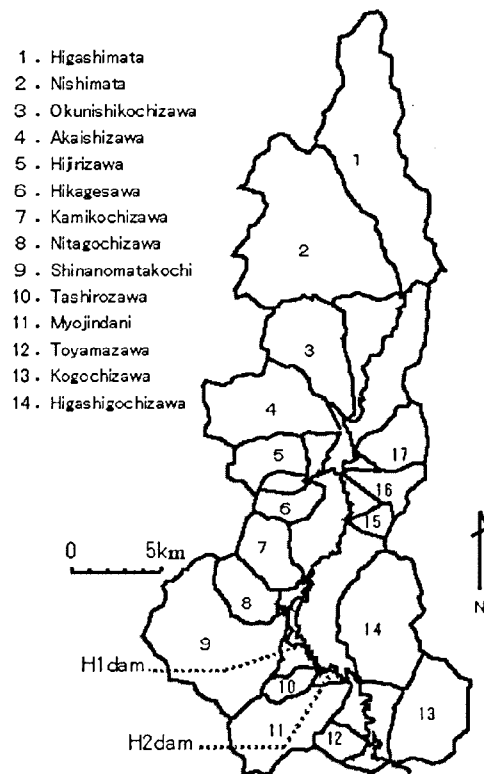 1 . Higashimata
2 . Nishimata
3 . Okunishikochizawa
4 . Akaishizawa
5 . Hijirizawa
6 . Hikagesawa
7 . Kamikochizawa
8 . Nitagochizawa
9 . Shinanomatakochi
10 . Tashirozawa
11 . Myojindani
12 . Toyamazawa
13 . Kogochizawa
14 . Higashigochizawa
1
2
3
4
17
5
16
6
15
N
0 5km
7
8
N
14
9
H1dam
10
13
11
12
H2dam